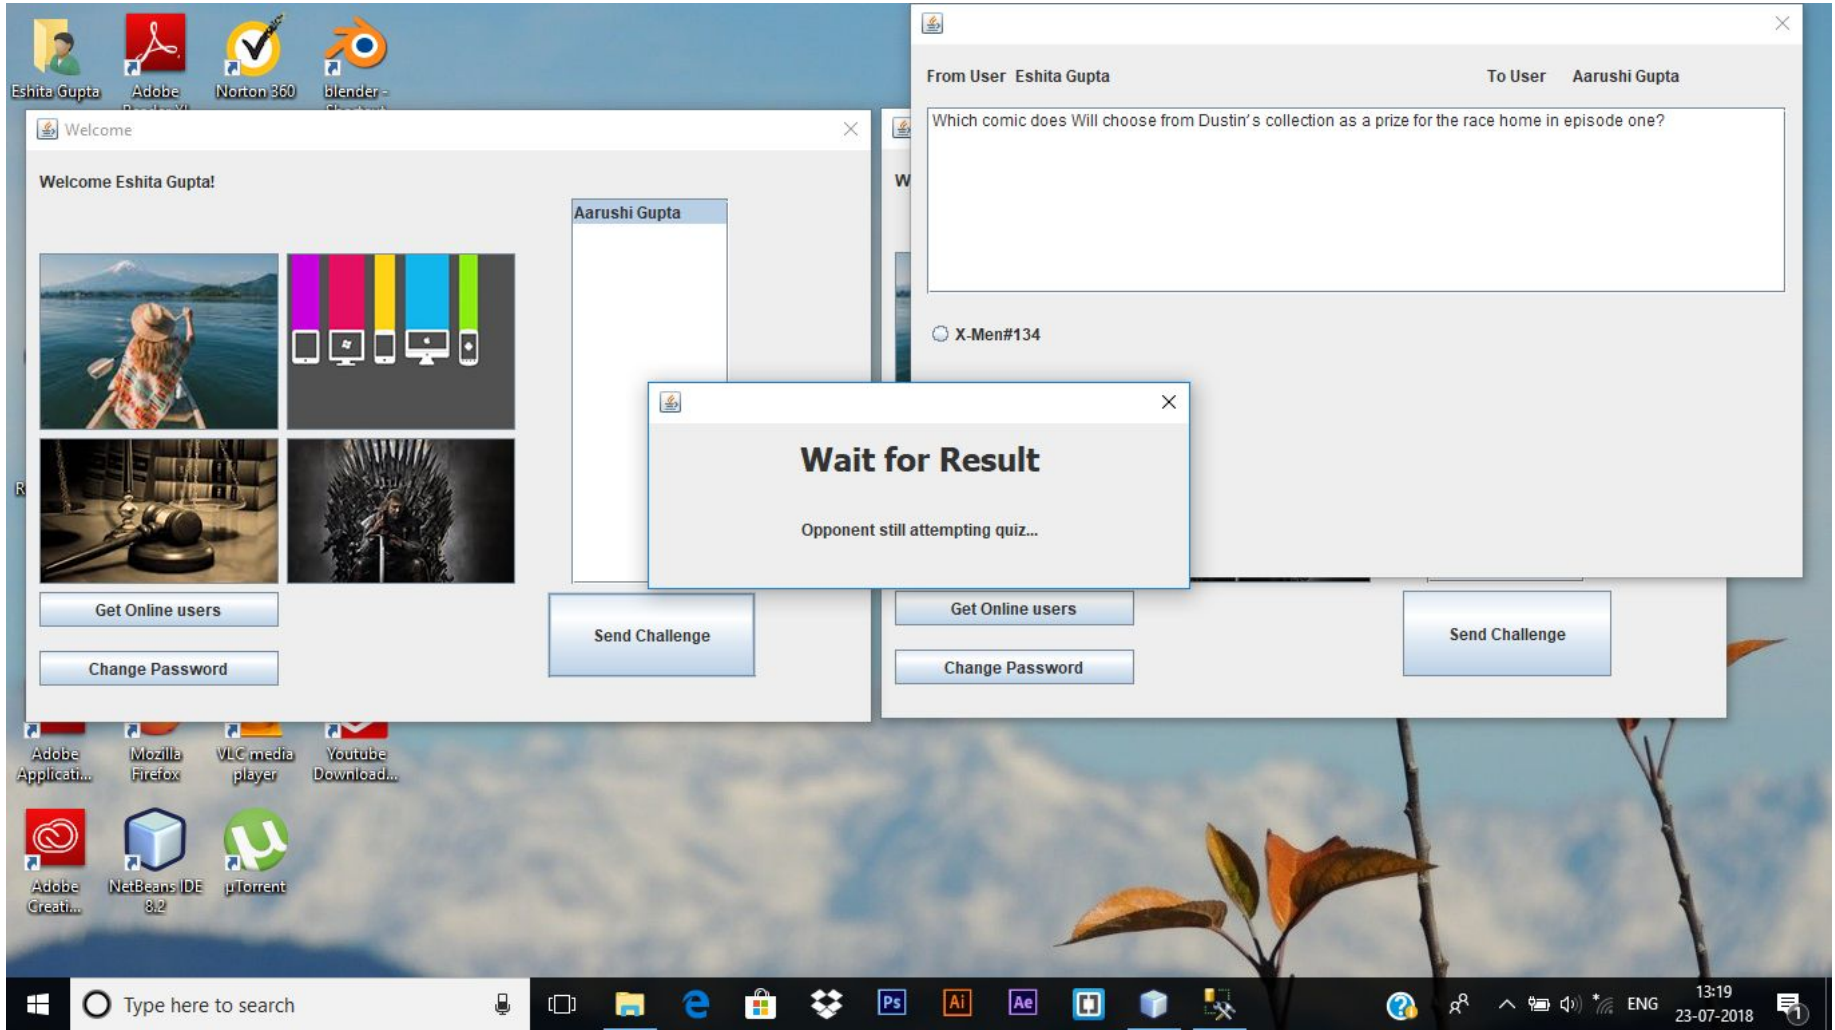 Eshita Gupta
Adobe
Norton 360
blender -
Welcome
Welcome Eshita Gupta!
Aarushi Gupta
Get Online users
Change Password
Send Challenge
From User Eshita Gupta
To User Aarushi Gupta
Which comic does Will choose from Dustin's collection as a prize for the race home in episode one?
X-Men#134
Wait for Result
Opponent still attempting quiz...
W
Get Online users
Change Password
Send Challenge
R
Adobe
Applicati...
Mozilla
Firefox
VLC media
player
Youtube
Download...
Adobe
Creati...
NetBeans IDE
8.2
µTorrent
Type here to search
Ps
Ai
Ae
ENG
13:19
23-07-2018
1